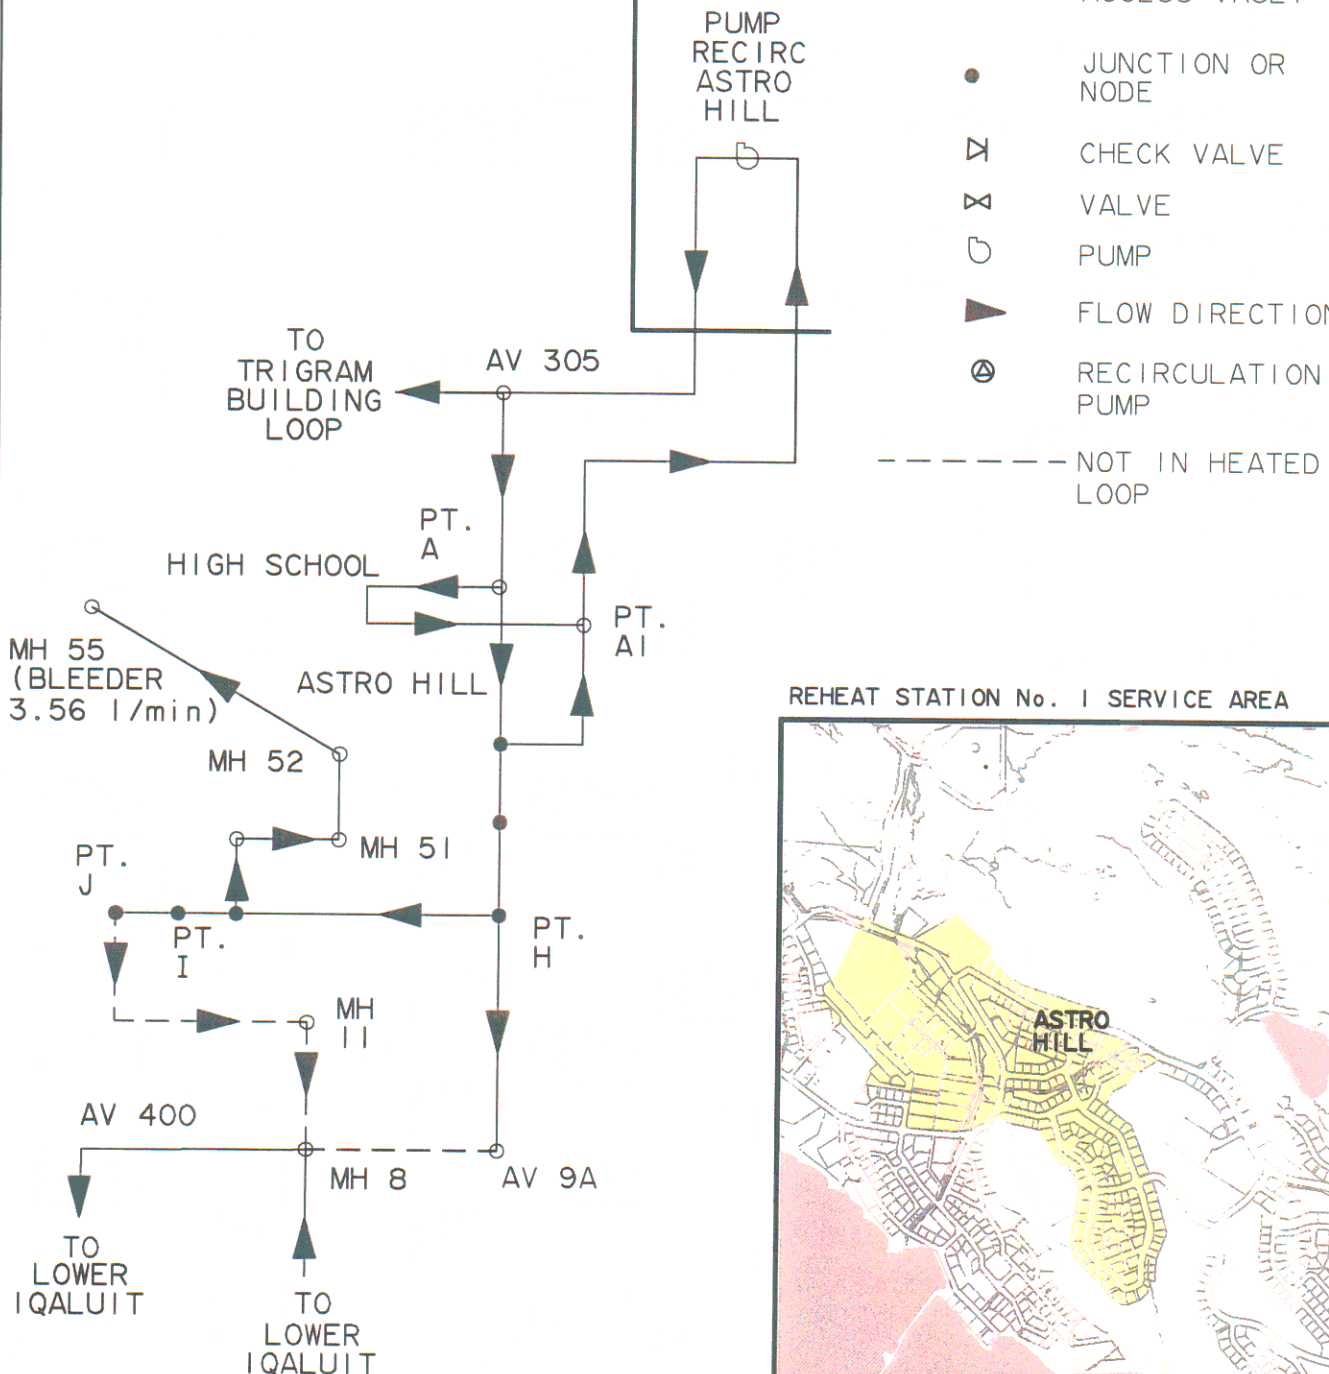 PUMP
RECIRC
ASTRO
HILL
JUNCTION OR
NODE
CHECK VALVE
VALVE
PUMP
FLOW DIRECTION
RECIRCULATION
PUMP
NOT IN HEATED
LOOP
TO
TRIGRAM
BUILDING
LOOP
AV 305
PT.
A
HIGH SCHOOL
PT.
A1
MH 55
(BLEEDER
3.56 l/min)
ASTRO HILL
MH 52
MH 51
PT.
J
PT.
I
PT.
H
MH
11
AV 400
MH 8
AV 9A
TO
LOWER
IQALUIT
TO
LOWER
IQALUIT
REHEAT STATION No. 1 SERVICE AREA
ASTRO
HILL